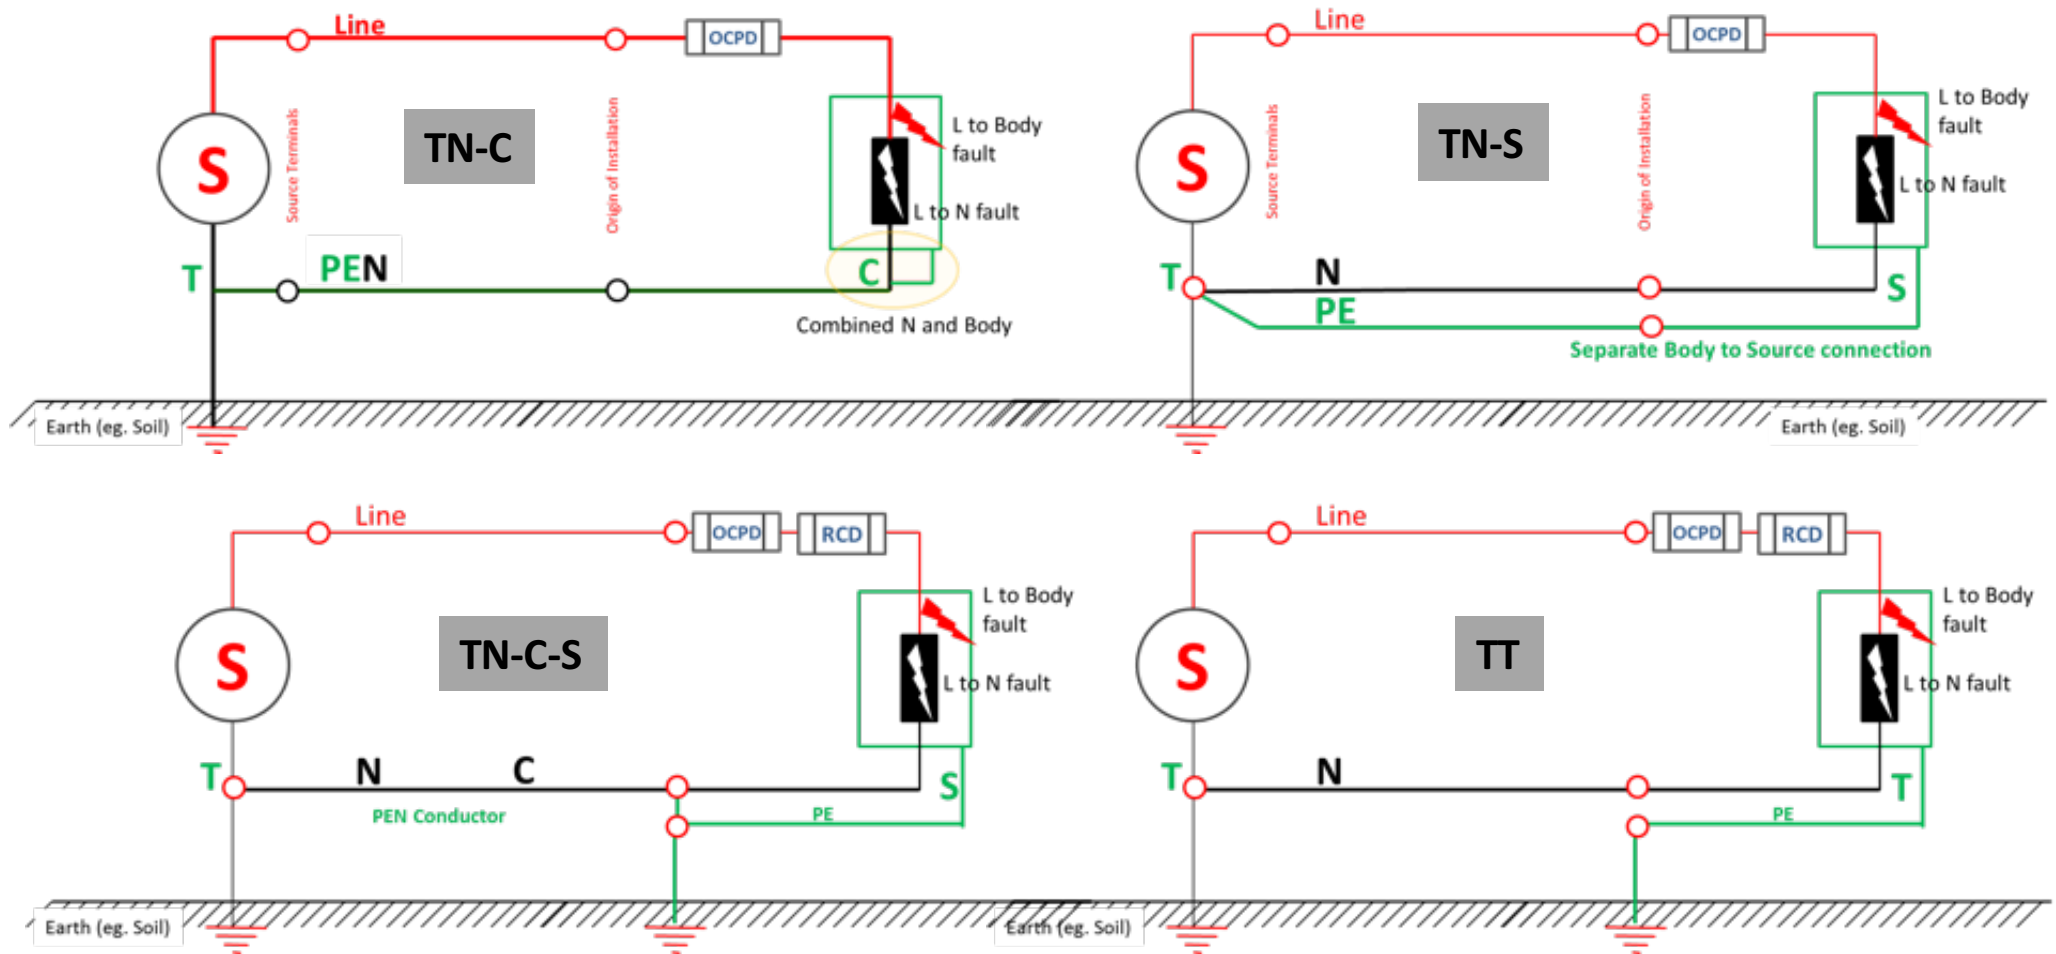 Line
OCPD
Source Terminals
TN-C
Origin of Installation
L to Body
fault
S
L to N fault
T
PEN
C
Combined N and Body
Earth (eg. Soil)
Line
OCPD
Source Terminals
TN-S
Origin of Installation
L to Body
fault
S
L to N fault
T
N
S
PE
Separate Body to Source connection
Earth (eg. Soil)
Line
OCPD
RCD
L to Body
fault
TN-C-S
S
L to N fault
T
N
C
S
PEN Conductor
PE
Earth (eg. Soil)
Line
OCPD
RCD
L to Body
fault
TT
S
L to N fault
T
N
T
PE
Earth (eg. Soil)